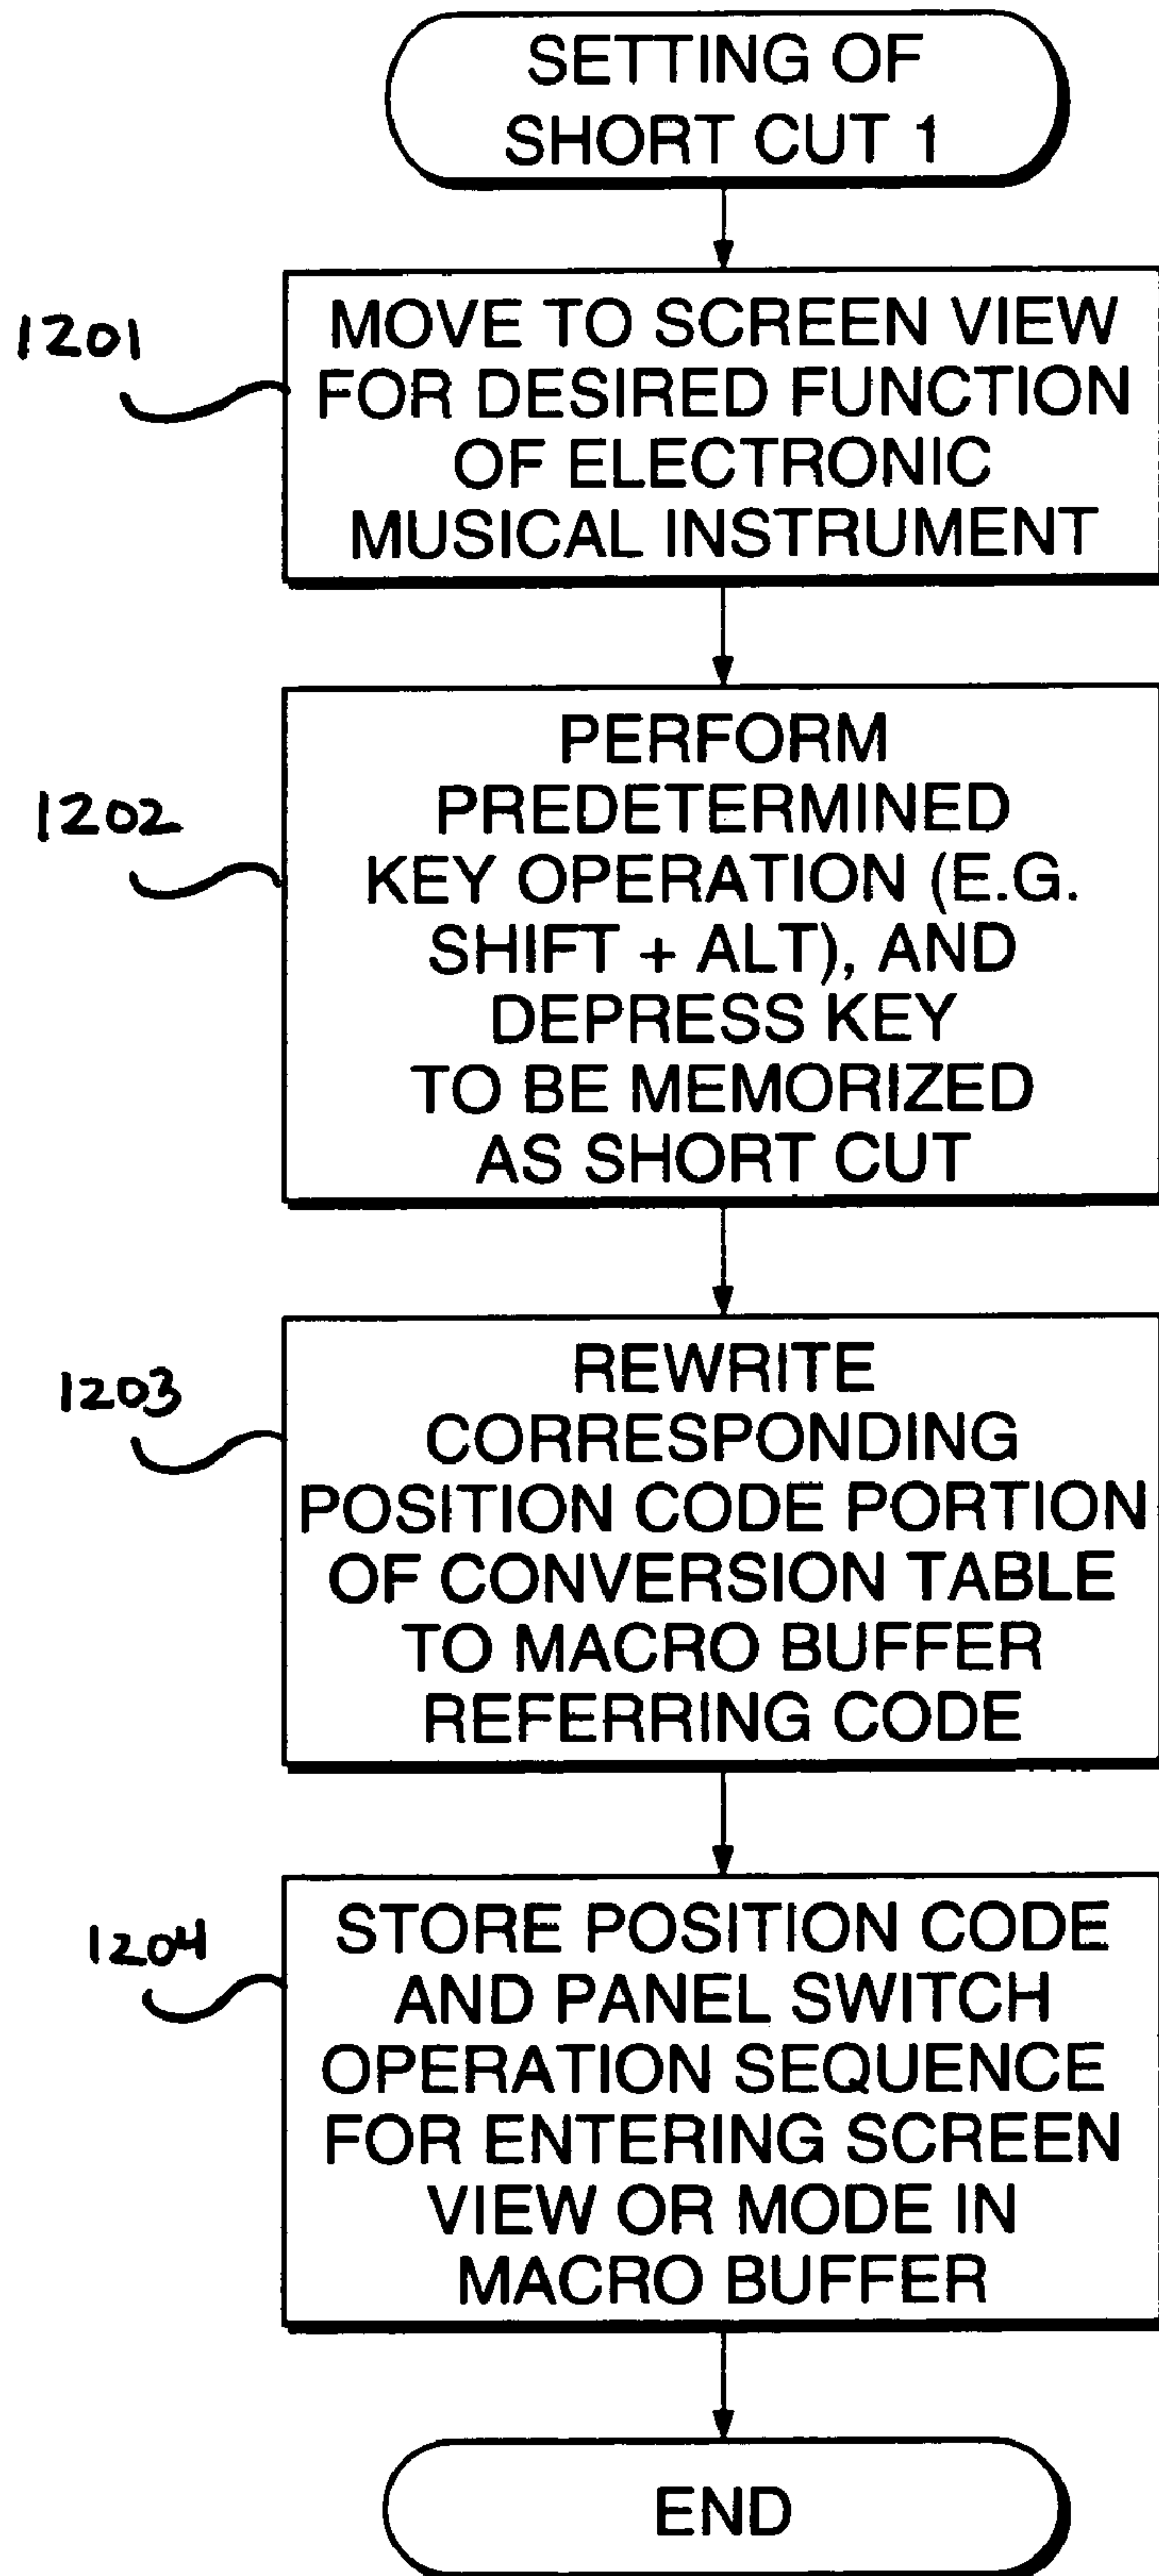 SETTING OF
SHORT CUT 1
1201
MOVE TO SCREEN VIEW
FOR DESIRED FUNCTION
OF ELECTRONIC
MUSICAL INSTRUMENT
1202
PERFORM
PREDETERMINED
KEY OPERATION (E.G.
SHIFT + ALT), AND
DEPRESS KEY
TO BE MEMORIZED
AS SHORT CUT
1203
REWRITE
CORRESPONDING
POSITION CODE PORTION
OF CONVERSION TABLE
TO MACRO BUFFER
REFERRING CODE
1204
STORE POSITION CODE
AND PANEL SWITCH
OPERATION SEQUENCE
FOR ENTERING SCREEN
VIEW OR MODE IN
MACRO BUFFER
END